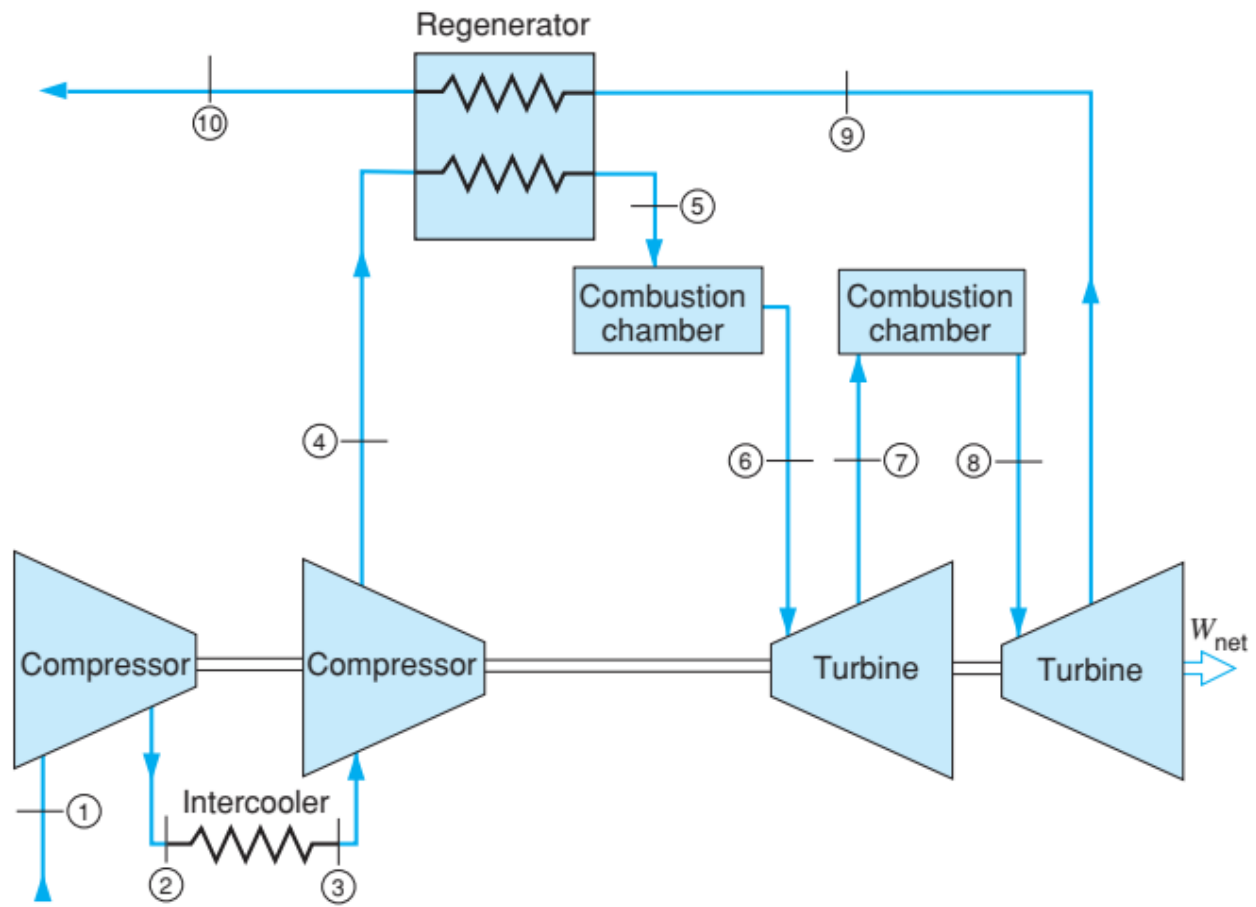 Regenerator
10
9
5
Combustion
chamber
Combustion
chamber
4
6
7
8
Compressor
Compressor
Turbine
Turbine
W_net
1
Intercooler
2
3